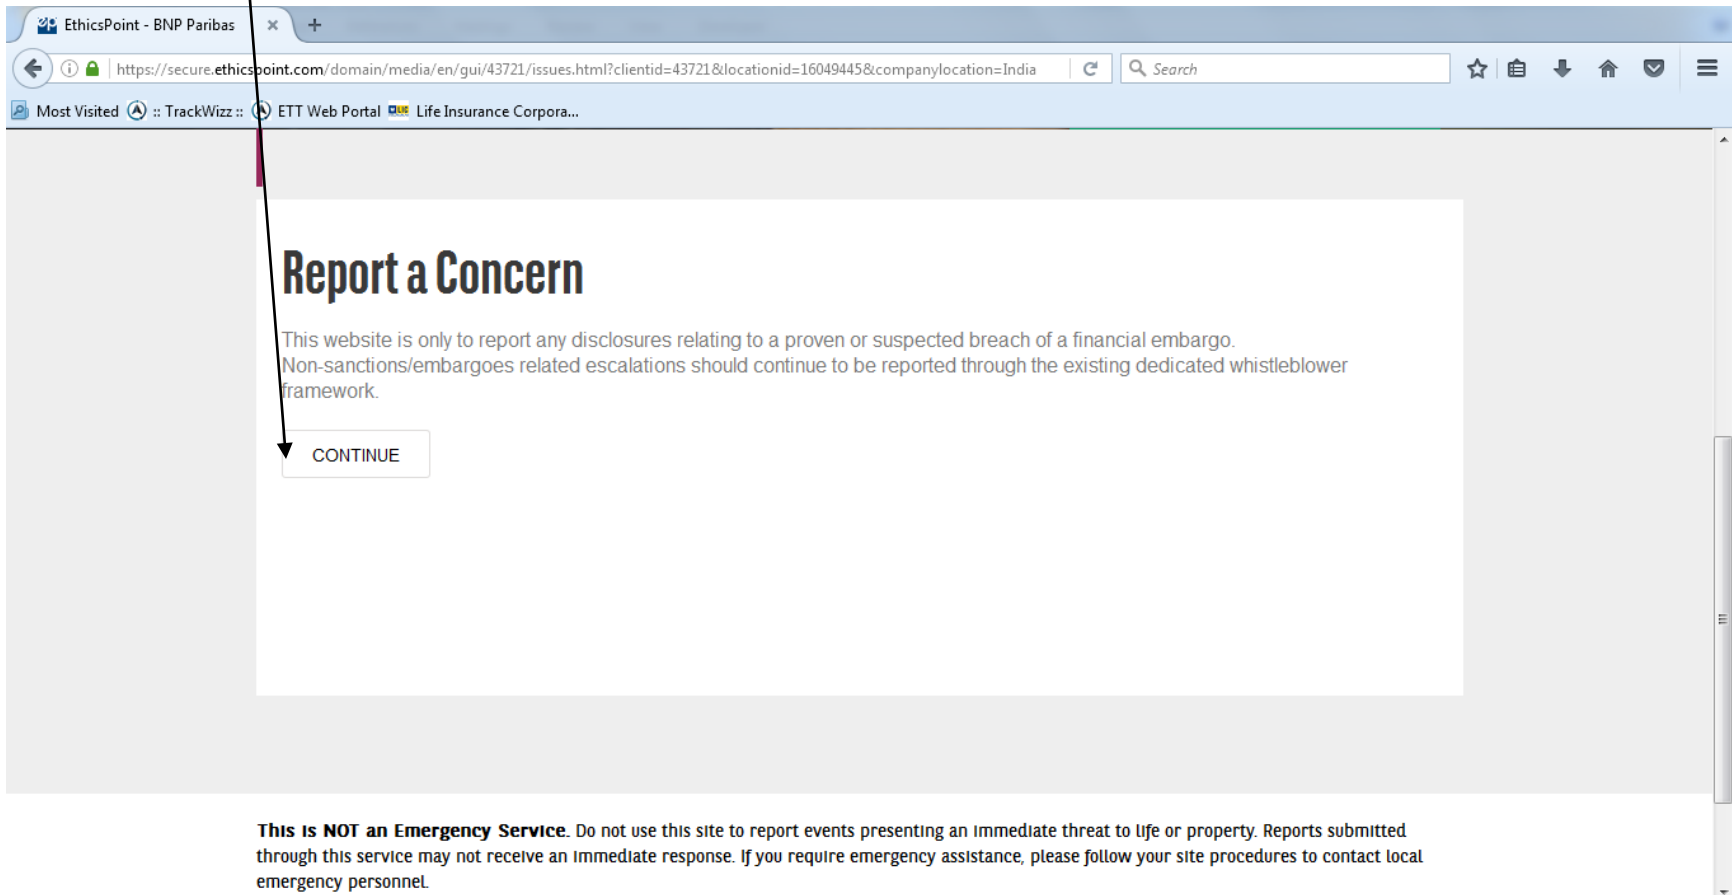 EthicsPoint - BNP Paribas
https://secure.ethicspoint.com/domain/media/en/gui/43721/issues.html?clientid=43721&locationid=16049445&companylocation=India
Search
Most Visited :: TrackWizz :: ETT Web Portal LIC Life Insurance Corpora...
Report a Concern
This website is only to report any disclosures relating to a proven or suspected breach of a financial embargo.
Non-sanctions/embargoes related escalations should continue to be reported through the existing dedicated whistleblower
framework.
CONTINUE
This is NOT an Emergency Service. Do not use this site to report events presenting an immediate threat to life or property. Reports submitted
through this service may not receive an immediate response. If you require emergency assistance, please follow your site procedures to contact local
emergency personnel.